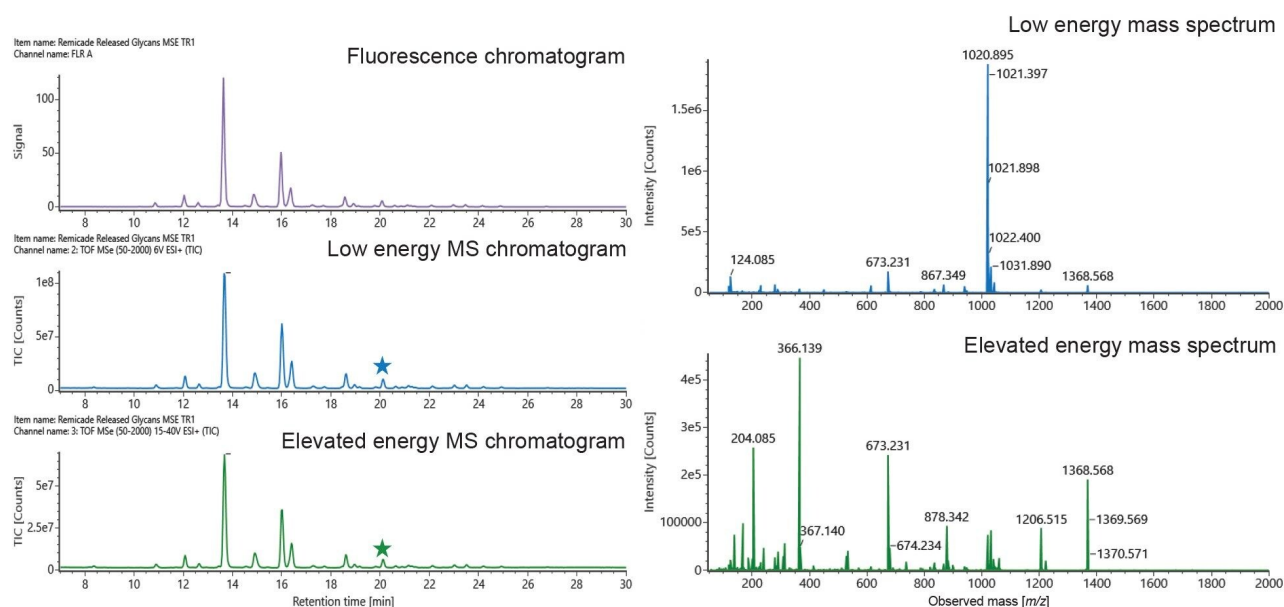 Item name: Remicade Released Glycans MSE TR1
Channel name: FLR A
Fluorescence chromatogram
100
50
0
Signal
8 10 12 14 16 18 20 22 24 26 28 30
Item name: Remicade Released Glycans MSE TR1
Channel name: 2: TOF MSe (50-2000) 6V ESI+ (TIC)
Low energy MS chromatogram
1e8
5e7
0
TIC [Counts]
8 10 12 14 16 18 20 22 24 26 28 30
Item name: Remicade Released Glycans MSE TR1
Channel name: 3: TOF MSe (50-2000) 15-40V ESI+ (TIC)
Elevated energy MS chromatogram
5e7
2.5e7
0
TIC [Counts]
8 10 12 14 16 18 20 22 24 26 28 30
Retention time [min]
Low energy mass spectrum
1020.895
1021.397
1.5e6
1e6
1021.898
5e5
1022.400
1031.890
124.085
673.231
867.349
1368.568
0
Intensity [Counts]
200 400 600 800 1000 1200 1400 1600 1800 2000
Elevated energy mass spectrum
366.139
4e5
3e5
204.085
673.231
2e5
1368.568
878.342
1206.515
1369.569
100000
367.140
674.234
1370.571
0
Intensity [Counts]
200 400 600 800 1000 1200 1400 1600 1800 2000
Observed mass [m/z]